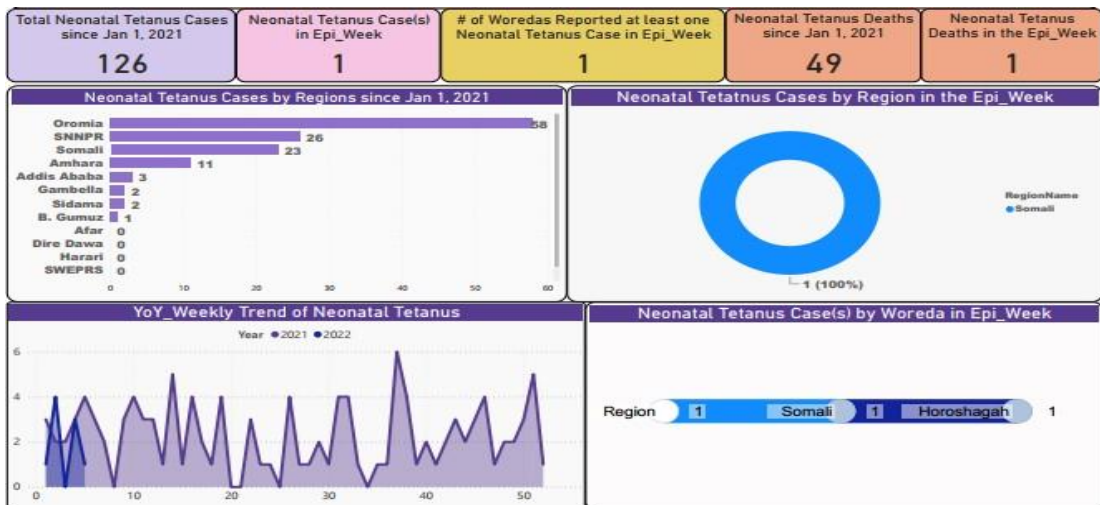 Total Neonatal Tetanus Cases
since Jan 1, 2021
126
Neonatal Tetanus Case(s)
in Epi_Week
1
# of Woredas Reported at least one
Neonatal Tetanus Case in Epi_Week
1
Neonatal Tetanus Deaths
since Jan 1, 2021
49
Neonatal Tetanus
Deaths in the Epi_Week
1
Neonatal Tetanus Cases by Regions since Jan 1, 2021
Oromia 58
SNNPR 26
Somali 23
Amhara 11
Addis Ababa 3
Gambella 2
Sidama 2
B. Gumuz 1
Afar 0
Dire Dawa 0
Harari 0
SWEPRS 0
0 10 20 30 40 50 60
Neonatal Tetatnus Cases by Region in the Epi_Week
RegionName
Somali
1 (100%)
YoY_Weekly Trend of Neonatal Tetanus
Year 2021 2022
6
4
2
0
0 10 20 30 40 50
Neonatal Tetanus Case(s) by Woreda in Epi_Week
Region 1 Somali 1 Horoshagah 1